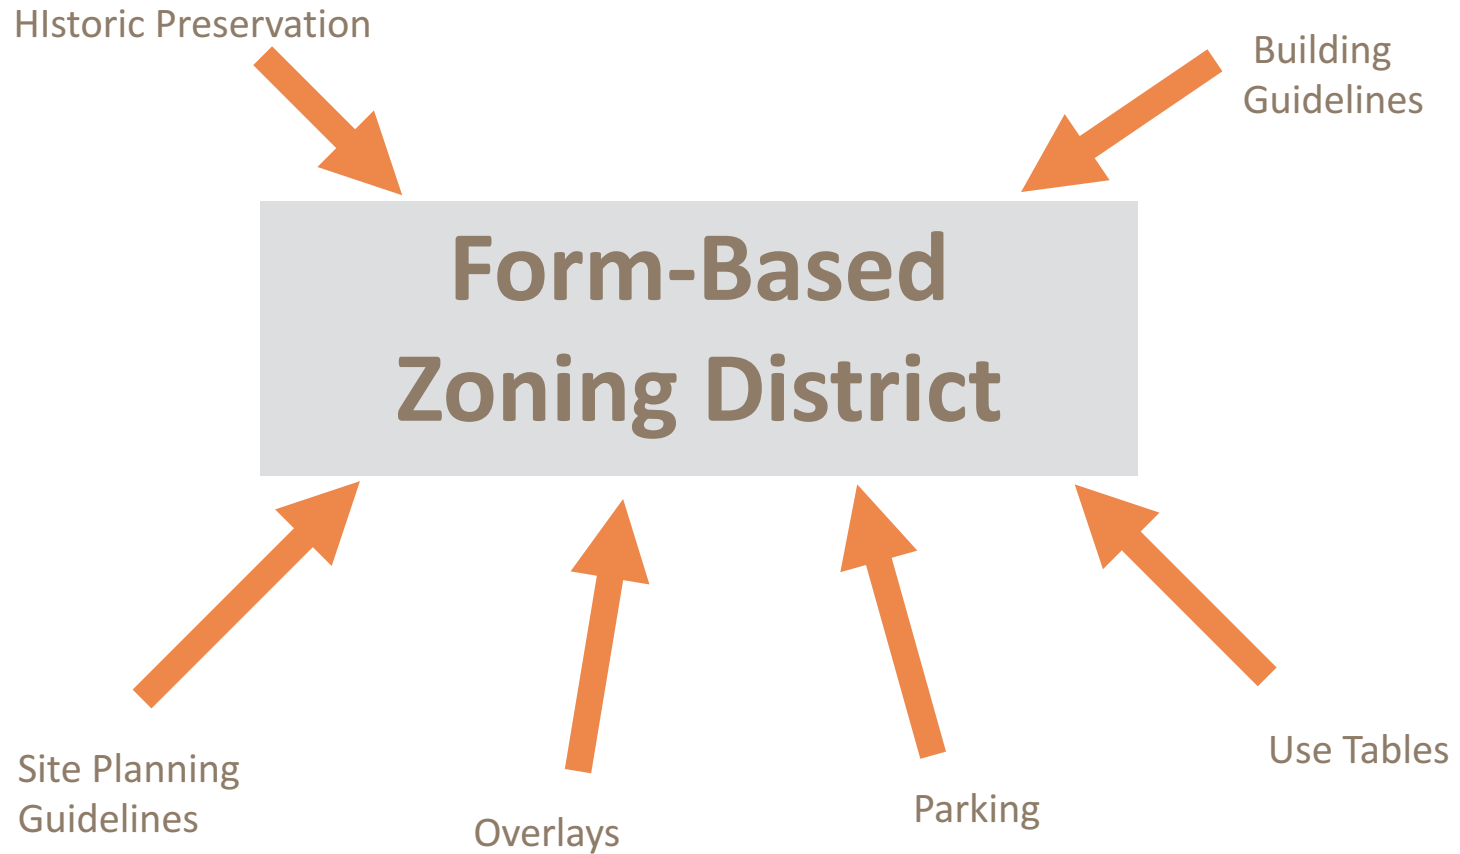 HIstoric Preservation
Building
Guidelines
Form-Based
Zoning District
Site Planning
Guidelines
Overlays
Parking
Use Tables